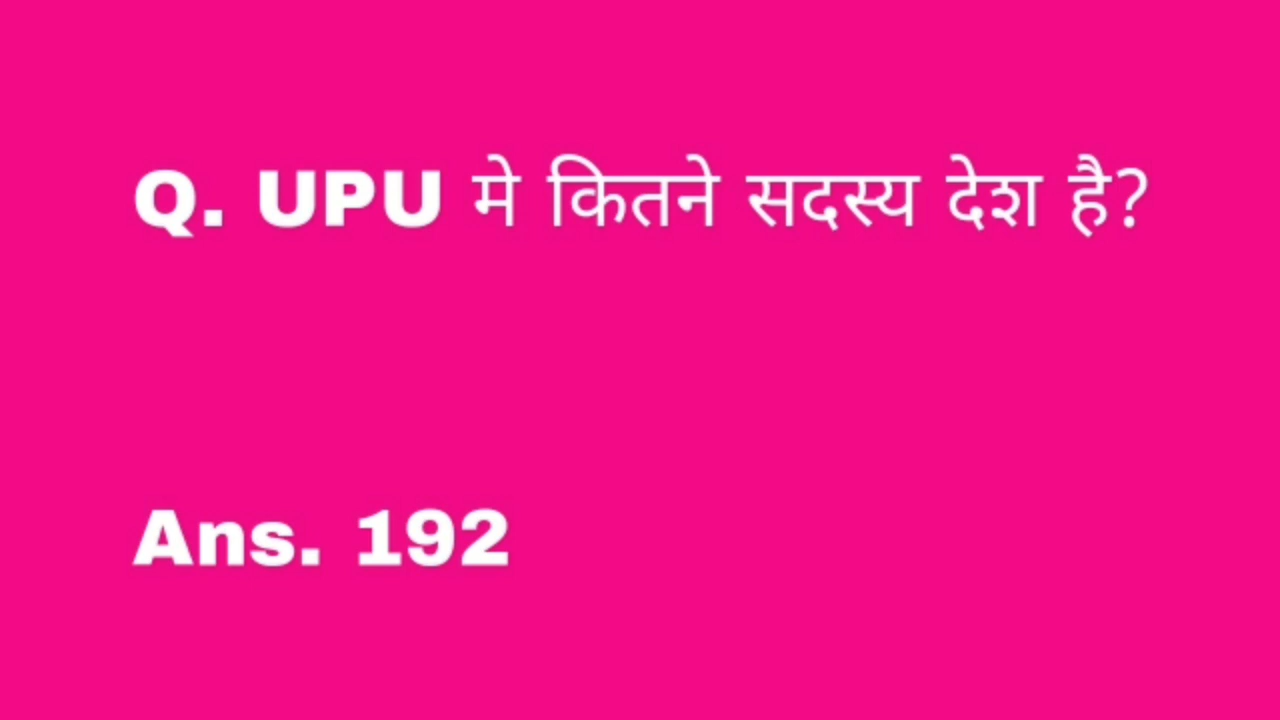 Q. UPU मे कितने सदस्य देश है?
Ans. 192